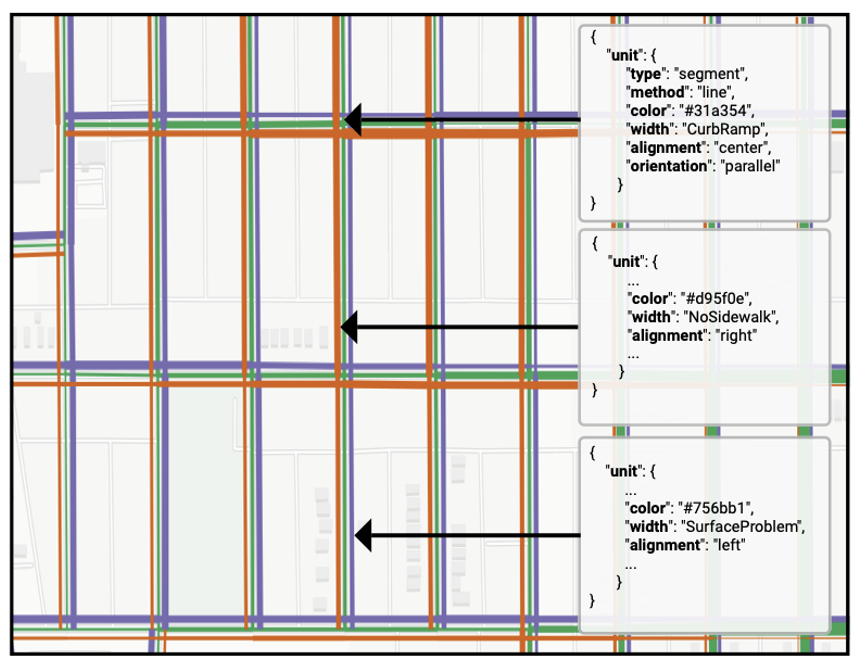 {
"unit": {
"type": "segment",
"method": "line",
"color": "#31a354",
"width": "CurbRamp",
"alignment": "center",
"orientation": "parallel"
}
}
{
"unit": {
...
"color": "#d95f0e",
"width": "NoSidewalk",
"alignment": "right"
...
}
}
{
"unit": {
...
"color": "#756bb1",
"width": "SurfaceProblem",
"alignment": "left"
...
}
}